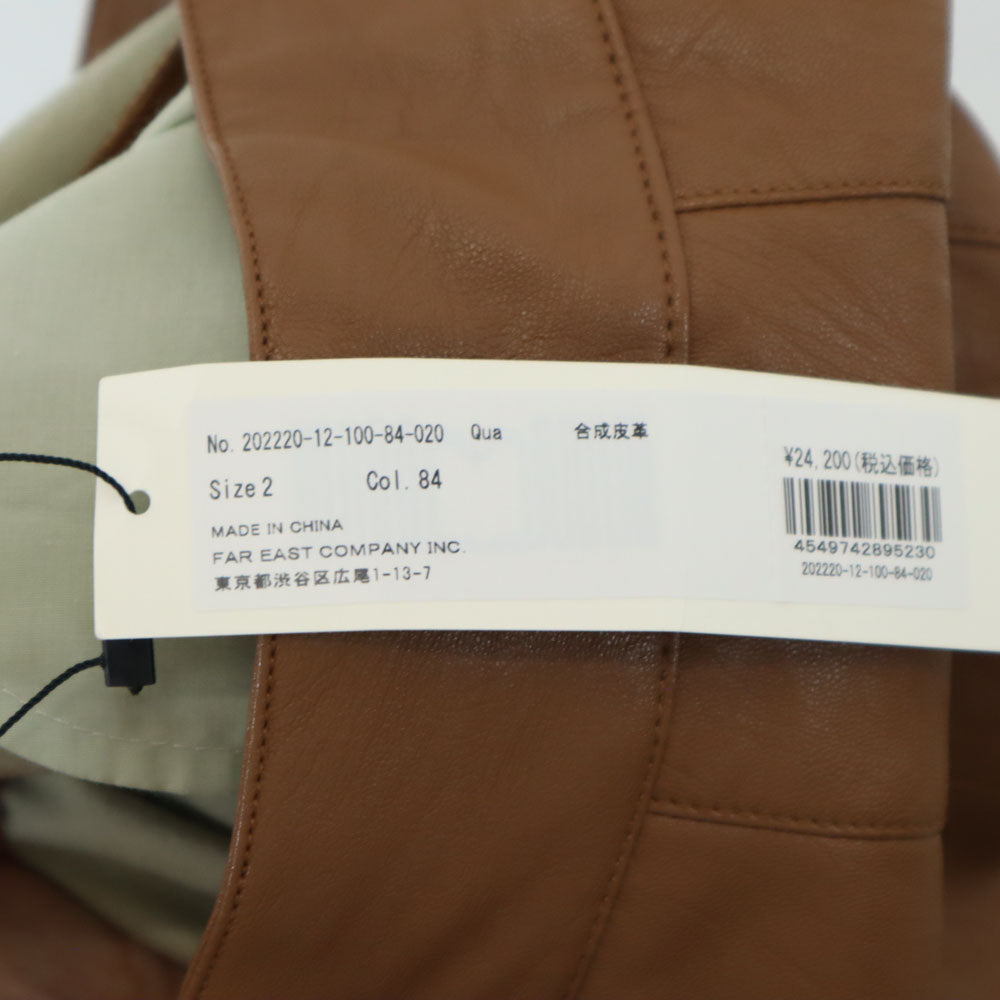 No. 202220-12-100-84-020 Qua 合成皮革
Size 2 Col. 84
MADE IN CHINA
FAR EAST COMPANY INC.
東京都渋谷区広尾1-13-7
¥24,200(税込価格)
4549742895230
202220-12-100-84-020